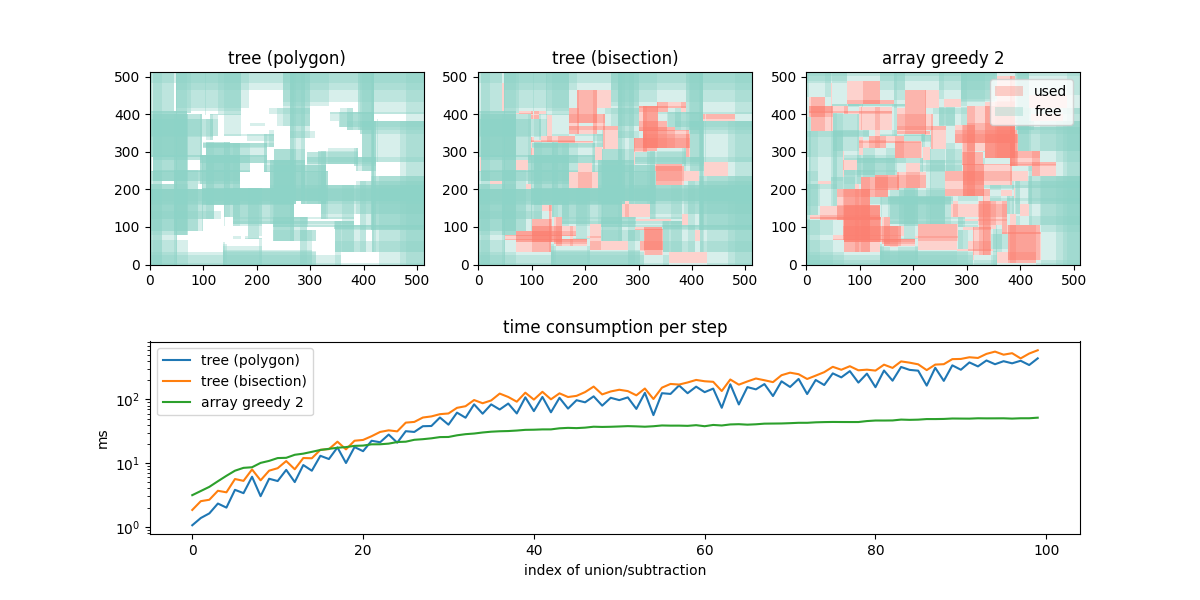 tree (polygon)
tree (bisection)
array greedy 2
500
400
300
200
100
0
0 100 200 300 400 500
500
400
300
200
100
0
0 100 200 300 400 500
500
400
300
200
100
0
0 100 200 300 400 500
used
free
time consumption per step
tree (polygon)
tree (bisection)
array greedy 2
ms
10²
10¹
10⁰
0 20 40 60 80 100
index of union/subtraction